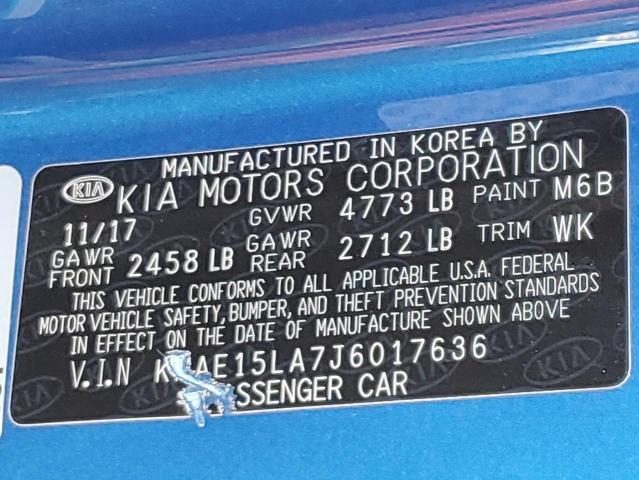 MANUFACTURED IN KOREA BY
KIA KIA MOTORS CORPORATION
11/17 GVWR 4773 LB PAINT M6B
GAWR FRONT 2458 LB GAWR REAR 2712 LB TRIM WK
THIS VEHICLE CONFORMS TO ALL APPLICABLE U.S.A. FEDERAL
MOTOR VEHICLE SAFETY, BUMPER, AND THEFT PREVENTION STANDARDS
IN EFFECT ON THE DATE OF MANUFACTURE SHOWN ABOVE
V.I.N
CAR